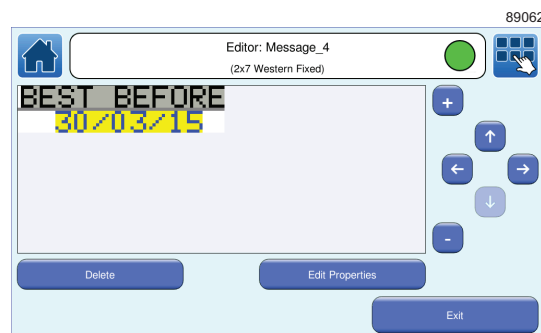 89062
Editor: Message_4
(2x7 Western Fixed)
BEST BEFORE
30/03/15
+
-
Delete
Edit Properties
Exit